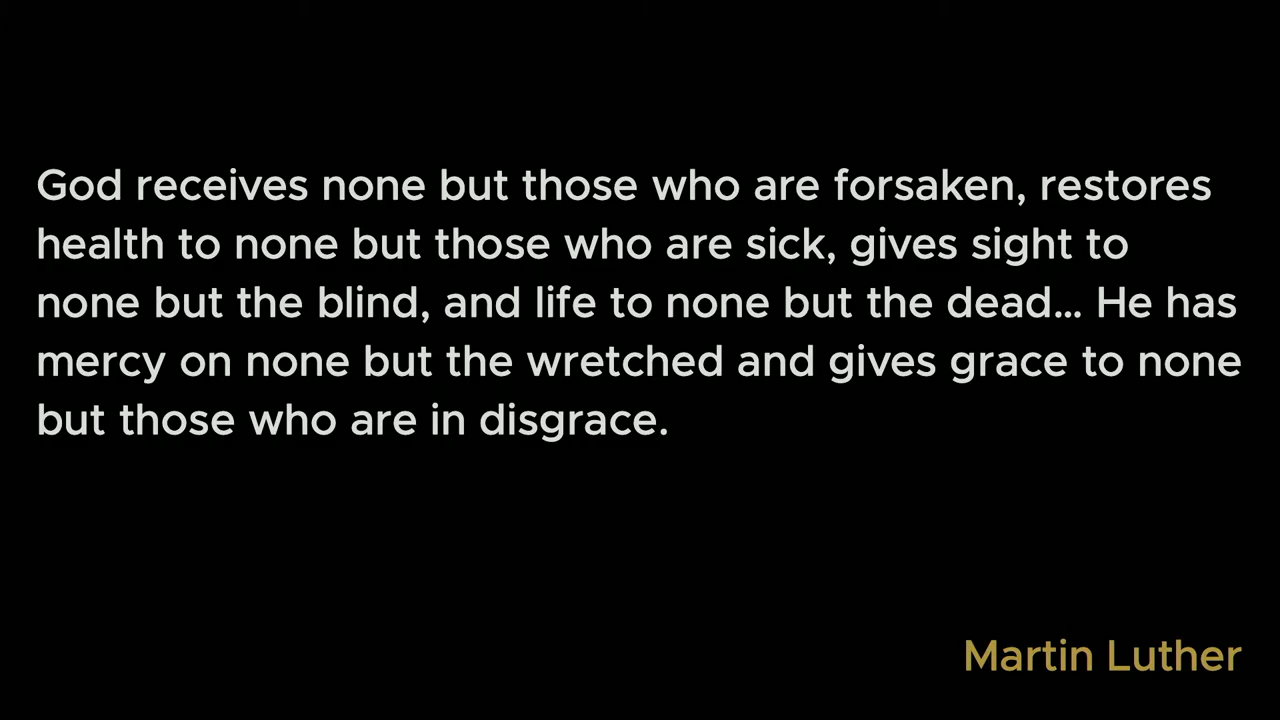 God receives none but those who are forsaken, restores
health to none but those who are sick, gives sight to
none but the blind, and life to none but the dead... He has
mercy on none but the wretched and gives grace to none
but those who are in disgrace.
Martin Luther